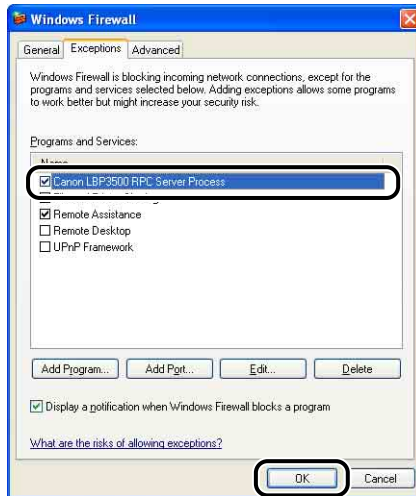 Windows Firewall
General Exceptions Advanced
Windows Firewall is blocking incoming network connections, except for the
programs and services selected below. Adding exceptions allows some programs
to work better but might increase your security risk.
Programs and Services:
Name
Canon LBP3500 RPC Server Process
Remote Assistance
Remote Desktop
UPnP Framework
Add Program... Add Port... Edit... Delete
Display a notification when Windows Firewall blocks a program
What are the risks of allowing exceptions?
OK Cancel